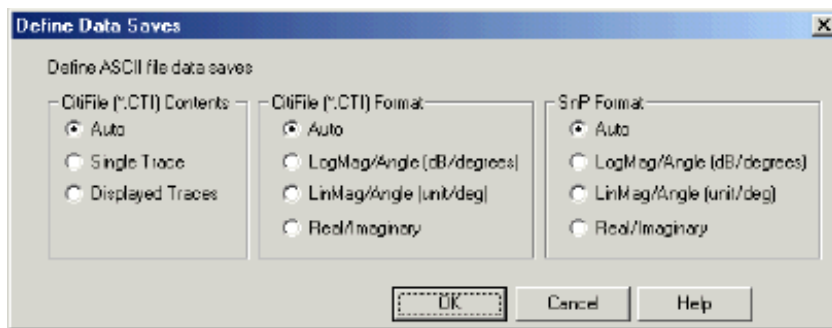 Define Data Saves
Define ASCII file data saves
CitiFile (*.CTI) Contents
Auto
Single Trace
Displayed Traces
CitiFile (*.CTI) Format
Auto
LogMag/Angle (dB/degrees)
LinMag/Angle (unit/deg)
Real/Imaginary
SnP Format
Auto
LogMag/Angle (dB/degrees)
LinMag/Angle (unit/deg)
Real/Imaginary
OK
Cancel
Help